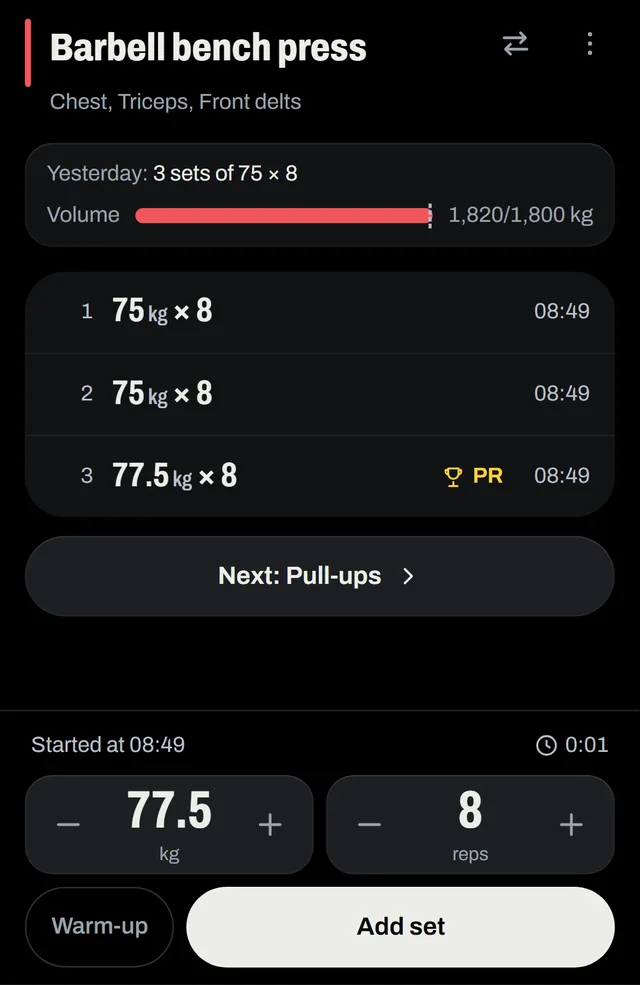 Barbell bench press
Chest, Triceps, Front delts
Yesterday: 3 sets of 75 × 8
Volume 1,820/1,800 kg
1 75 kg × 8 08:49
2 75 kg × 8 08:49
3 77.5 kg × 8 PR 08:49
Next: Pull-ups
Started at 08:49 0:01
77.5 8
kg reps
Warm-up Add set